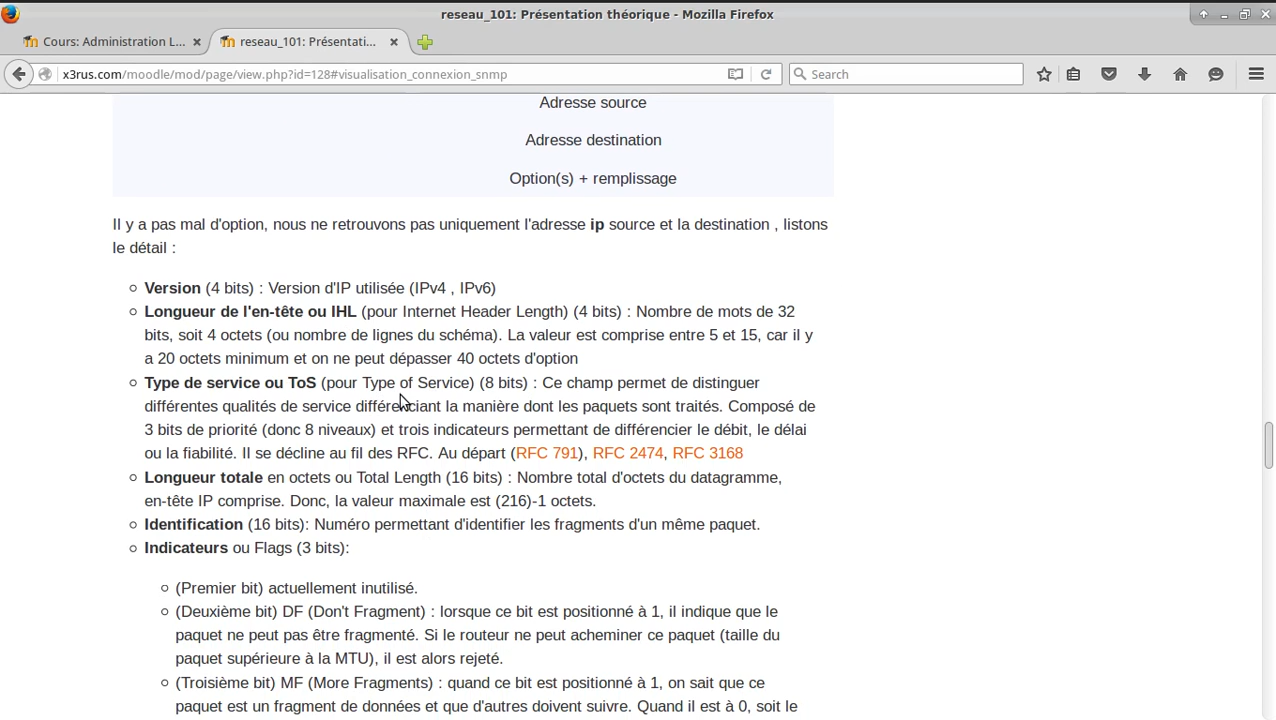 reseau_101: Présentation théorique - Mozilla Firefox
Cours: Administration L...
reseau_101: Présentati...
x3rus.com/moodle/mod/page/view.php?id=128#visualisation_connexion_snmp
Search
Adresse source
Adresse destination
Option(s) + remplissage
Il y a pas mal d'option, nous ne retrouvons pas uniquement l'adresse ip source et la destination , listons
le détail :
Version (4 bits) : Version d'IP utilisée (IPv4 , IPv6)
Longueur de l'en-tête ou IHL (pour Internet Header Length) (4 bits) : Nombre de mots de 32
bits, soit 4 octets (ou nombre de lignes du schéma). La valeur est comprise entre 5 et 15, car il y
a 20 octets minimum et on ne peut dépasser 40 octets d'option
Type de service ou ToS (pour Type of Service) (8 bits) : Ce champ permet de distinguer
différentes qualités de service différenciant la manière dont les paquets sont traités. Composé de
3 bits de priorité (donc 8 niveaux) et trois indicateurs permettant de différencier le débit, le délai
ou la fiabilité. Il se décline au fil des RFC. Au départ (RFC 791), RFC 2474, RFC 3168
Longueur totale en octets ou Total Length (16 bits) : Nombre total d'octets du datagramme,
en-tête IP comprise. Donc, la valeur maximale est (216)-1 octets.
Identification (16 bits): Numéro permettant d'identifier les fragments d'un même paquet.
Indicateurs ou Flags (3 bits):
(Premier bit) actuellement inutilisé.
(Deuxième bit) DF (Don't Fragment) : lorsque ce bit est positionné à 1, il indique que le
paquet ne peut pas être fragmenté. Si le routeur ne peut acheminer ce paquet (taille du
paquet supérieure à la MTU), il est alors rejeté.
(Troisième bit) MF (More Fragments) : quand ce bit est positionné à 1, on sait que ce
paquet est un fragment de données et que d'autres doivent suivre. Quand il est à 0, soit le